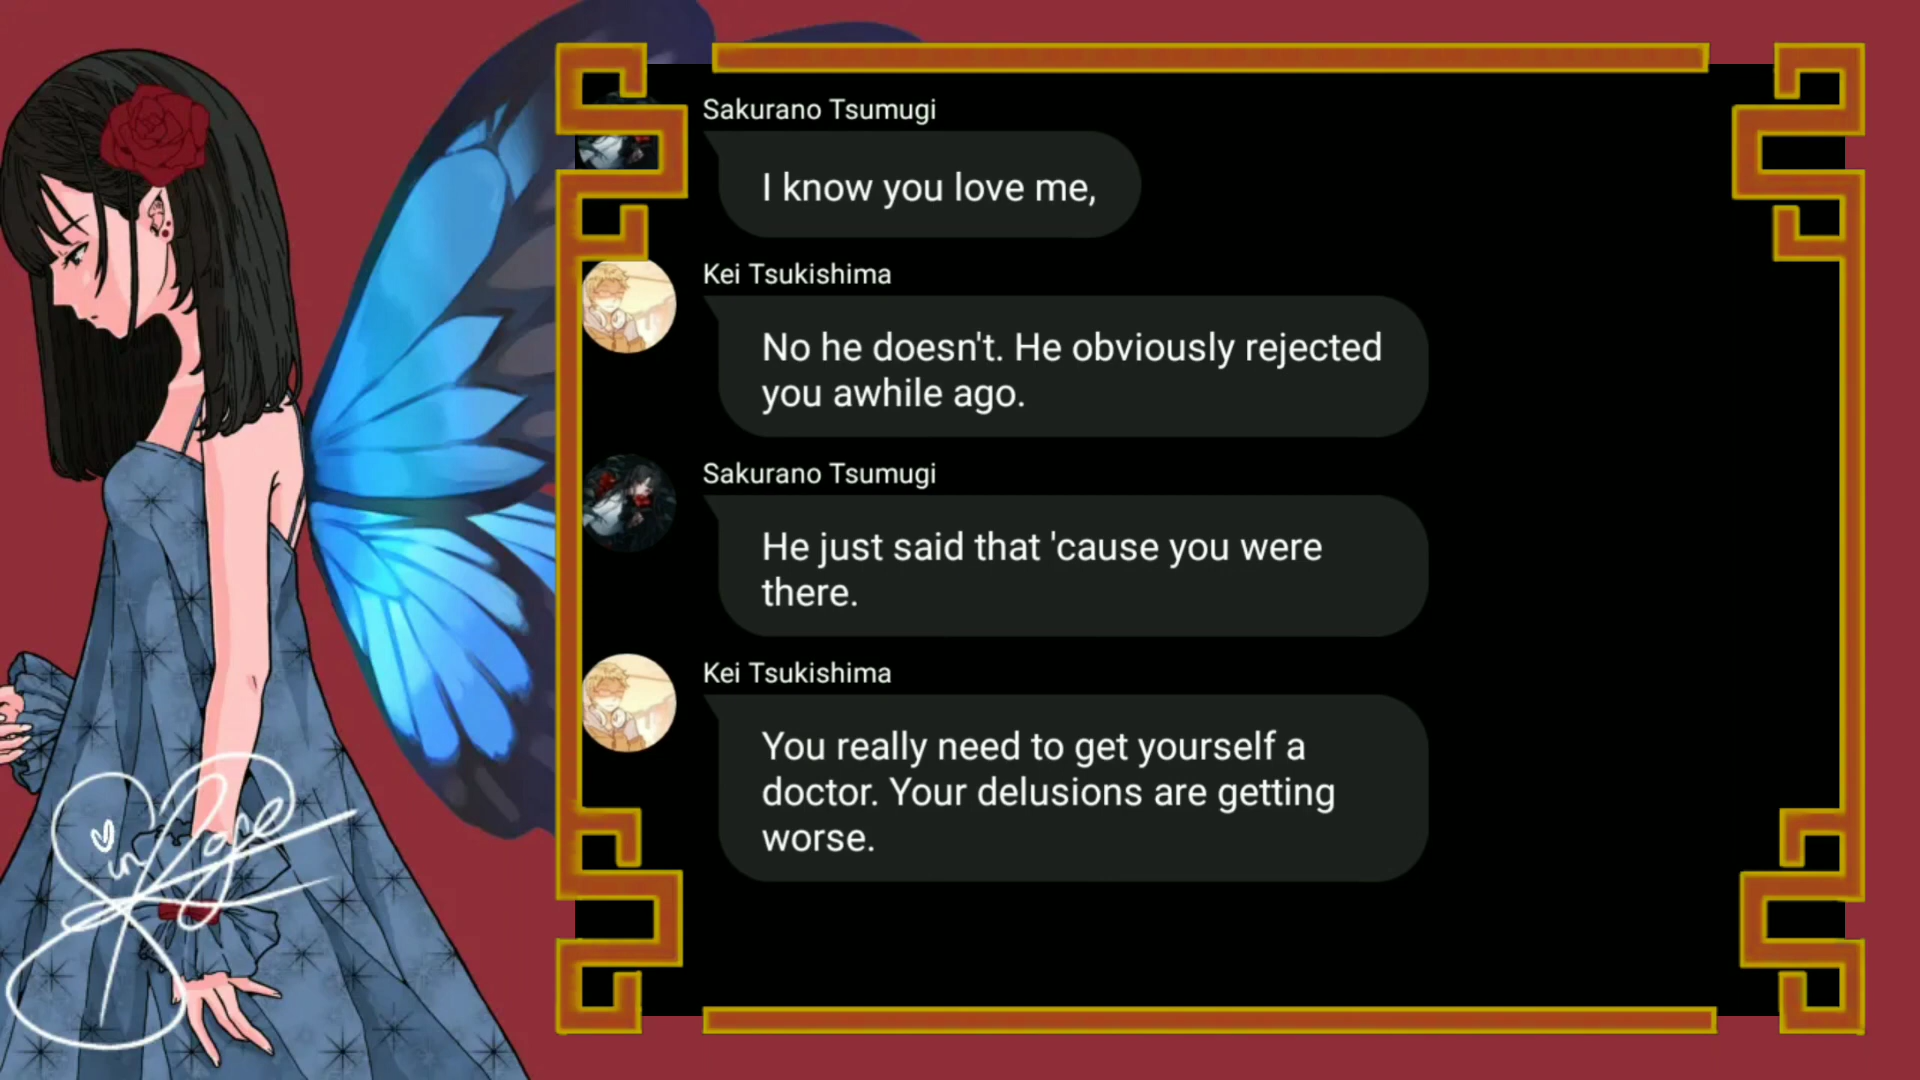 Sakurano Tsumugi
I know you love me,
Kei Tsukishima
No he doesn't. He obviously rejected
you awhile ago.
Sakurano Tsumugi
He just said that 'cause you were
there.
Kei Tsukishima
You really need to get yourself a
doctor. Your delusions are getting
worse.